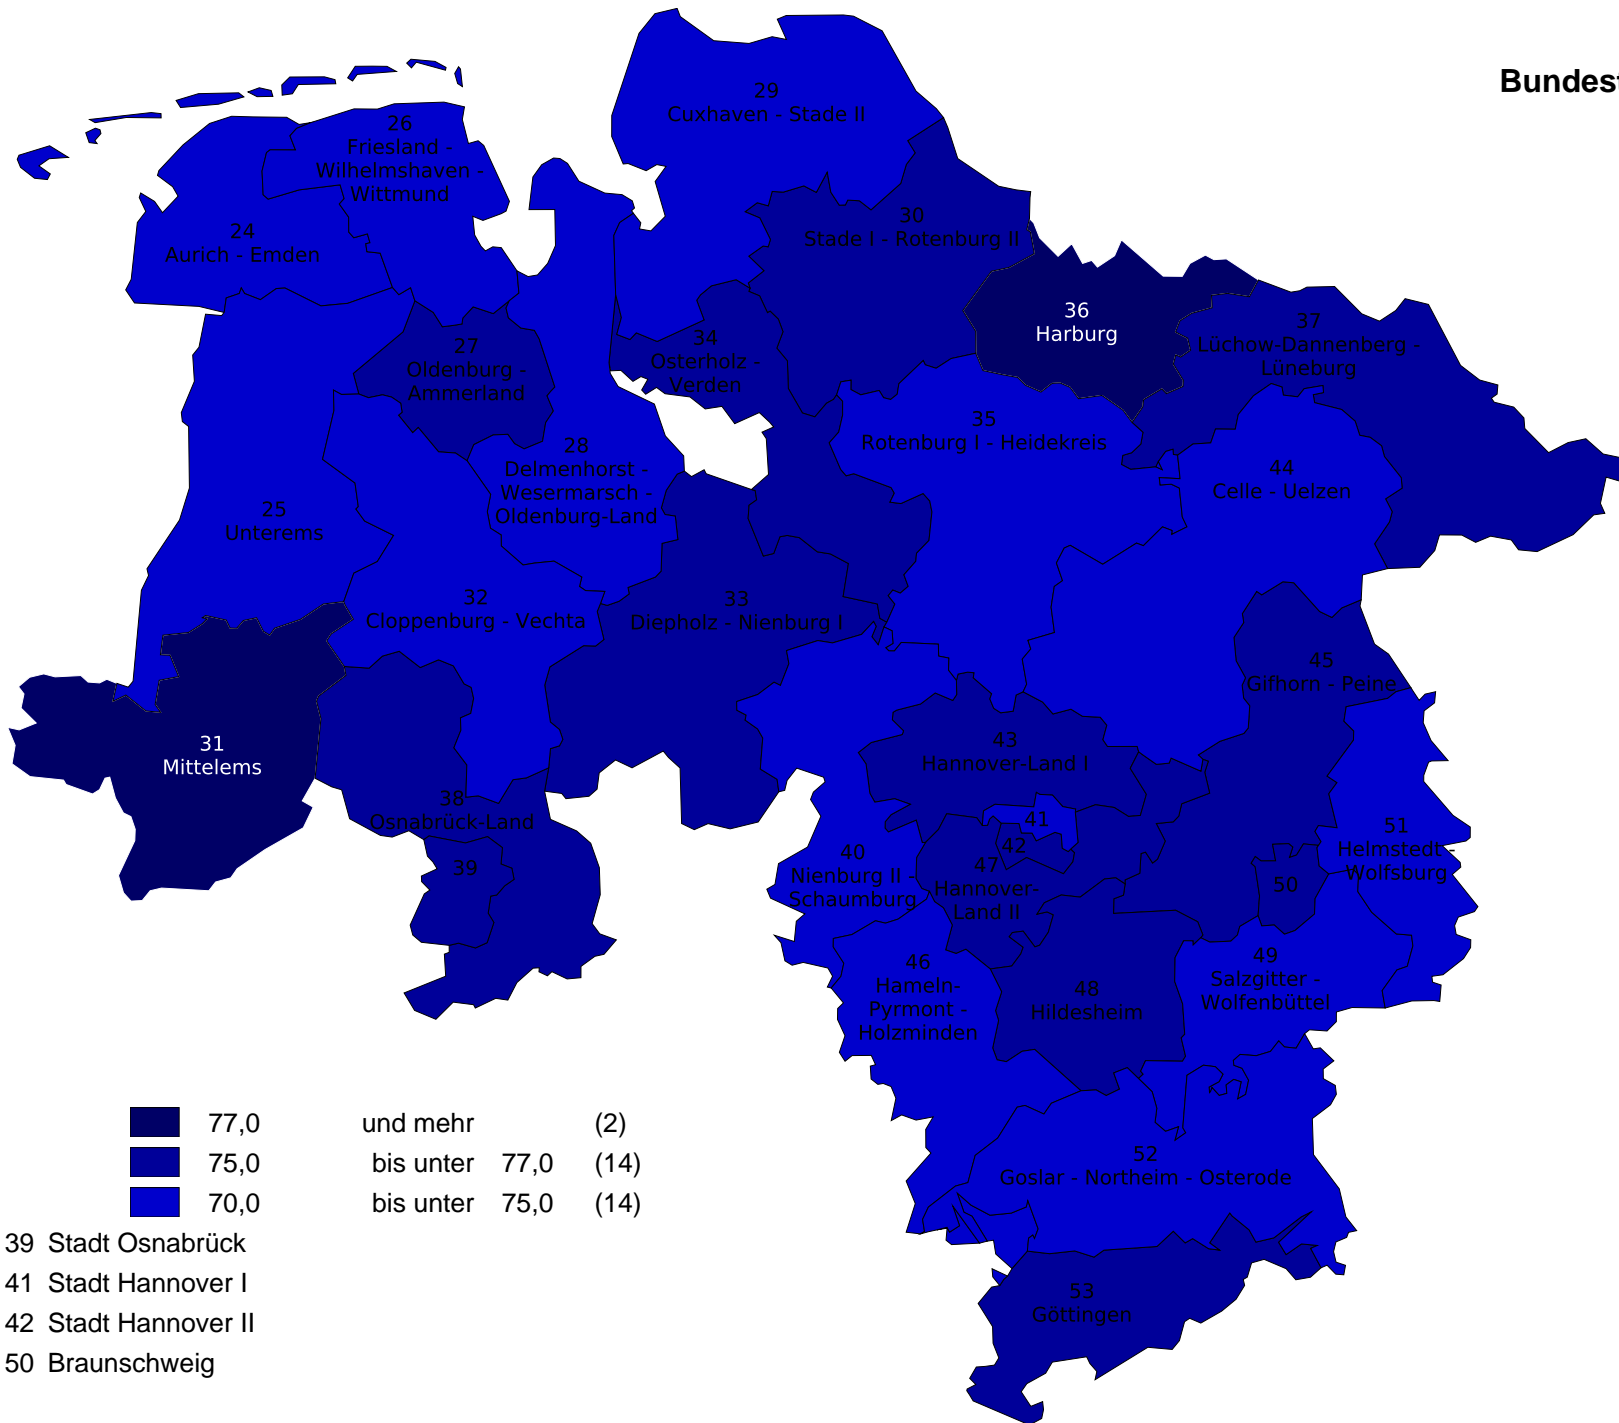 Bundest
29
Cuxhaven - Stade II
26
Friesland -
Wilhelmshaven -
Wittmund
24
Aurich - Emden
30
Stade I - Rotenburg II
36
Harburg
37
Lüchow-Dannenberg -
Lüneburg
27
Oldenburg -
Ammerland
34
Osterholz -
Verden
35
Rotenburg I - Heidekreis
28
Delmenhorst -
Wesermarsch -
Oldenburg-Land
44
Celle - Uelzen
25
Unterems
32
Cloppenburg - Vechta
33
Diepholz - Nienburg I
45
Gifhorn - Peine
31
Mittelems
43
Hannover-Land I
38
Osnabrück-Land
39
41
42
40
Nienburg II -
Schaumburg
47
Hannover-
Land II
51
Helmstedt -
Wolfsburg
50
46
Hameln-
Pyrmont -
Holzminden
48
Hildesheim
49
Salzgitter -
Wolfenbüttel
52
Goslar - Northeim - Osterode
53
Göttingen
77,0 und mehr (2)
75,0 bis unter 77,0 (14)
70,0 bis unter 75,0 (14)
39 Stadt Osnabrück
41 Stadt Hannover I
42 Stadt Hannover II
50 Braunschweig